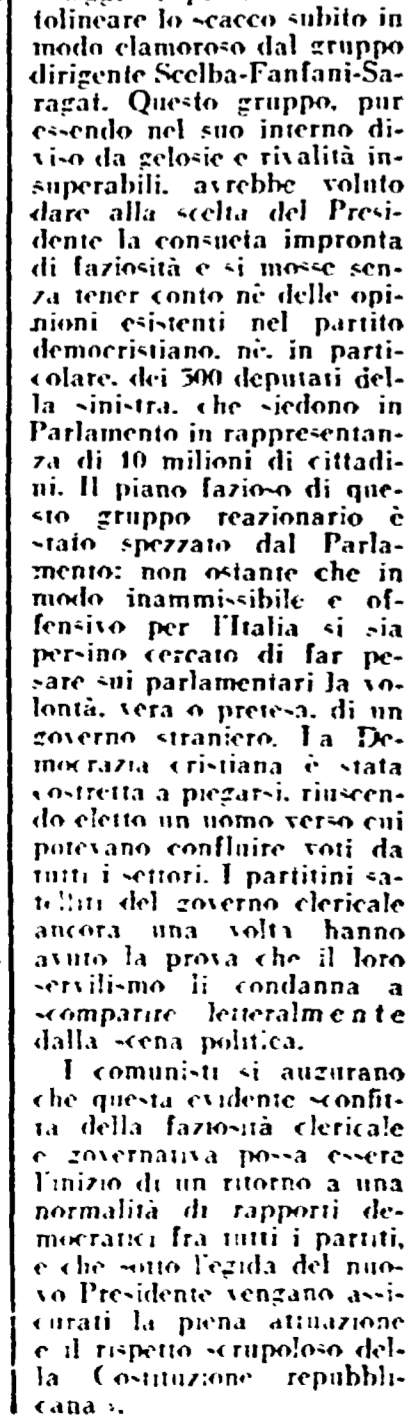 tolineare lo scacco subito in
modo clamoroso dal gruppo
dirigente Scelba-Fanfani-Sa-
ragat. Questo gruppo, pur
essendo nel suo interno di-
viso da gelosie e rivalità in-
superabili, avrebbe voluto
dare alla scelta del Presi-
dente la consueta impronta
di faziosità e si mosse sen-
za tener conto nè delle opi-
nioni esistenti nel partito
democristiano, nè, in parti-
colare, dei 300 deputati del-
la sinistra, che siedono in
Parlamento in rappresentan-
za di 10 milioni di cittadi-
ni. Il piano fazioso di que-
sto gruppo reazionario è
stato spezzato dal Parla-
mento: non ostante che in
modo inammissibile e of-
fensivo per l'Italia si sia
persino cercato di far pe-
sare sui parlamentari la vo-
lontà, vera o pretesa, di un
governo straniero. La De-
mocrazia cristiana è stata
costretta a piegarsi, riuscen-
do eletto un uomo verso cui
potevano confluire voti da
tutti i settori. I partitini sa-
telliti del governo clericale
ancora una volta hanno
avuto la prova che il loro
servilismo li condanna a
scomparire letteralmente
dalla scena politica.
I comunisti si augurano
che questa evidente sconfit-
ta della faziosità clericale
e governativa possa essere
l'inizio di un ritorno a una
normalità di rapporti de-
mocratici fra tutti i partiti,
e che sotto l'egida del nuo-
vo Presidente vengano assi-
curati la piena attuazione
e il rispetto scrupoloso del-
la Costituzione repubbli-
cana ».